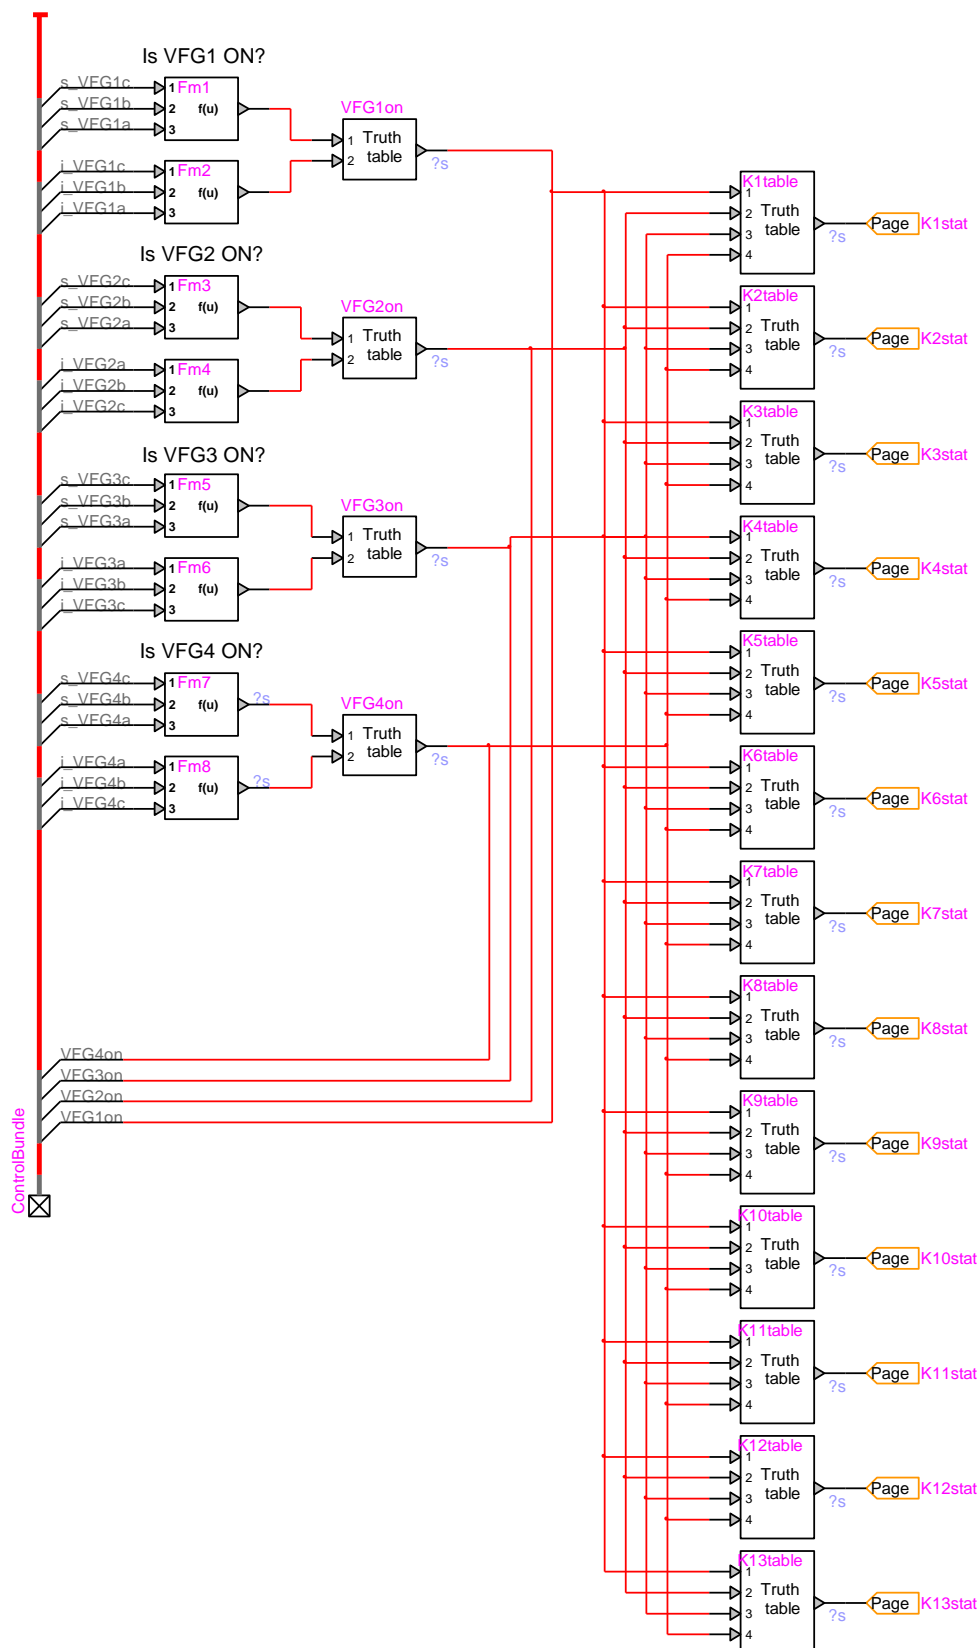 Is VFG1 ON?
s_VFG1c
s_VFG1b
s_VFG1a
1 Fm1
2 f(u)
3
i_VFG1c
i_VFG1b
i_VFG1a
1 Fm2
2 f(u)
3
VFG1on
1 Truth
2 table
?s
Is VFG2 ON?
s_VFG2c
s_VFG2b
s_VFG2a
1 Fm3
2 f(u)
3
i_VFG2a
i_VFG2b
i_VFG2c
1 Fm4
2 f(u)
3
VFG2on
1 Truth
2 table
?s
Is VFG3 ON?
s_VFG3c
s_VFG3b
s_VFG3a
1 Fm5
2 f(u)
3
i_VFG3a
i_VFG3b
i_VFG3c
1 Fm6
2 f(u)
3
VFG3on
1 Truth
2 table
?s
Is VFG4 ON?
s_VFG4c
s_VFG4b
s_VFG4a
1 Fm7
2 f(u)
3
?s
i_VFG4a
i_VFG4b
i_VFG4c
1 Fm8
2 f(u)
3
?s
VFG4on
1 Truth
2 table
?s
VFG4on
VFG3on
VFG2on
VFG1on
ControlBundle
K1table
1
2 Truth
3 table
4
?s
Page K1stat
K2table
1
2 Truth
3 table
4
?s
Page K2stat
K3table
1
2 Truth
3 table
4
?s
Page K3stat
K4table
1
2 Truth
3 table
4
?s
Page K4stat
K5table
1
2 Truth
3 table
4
?s
Page K5stat
K6table
1
2 Truth
3 table
4
?s
Page K6stat
K7table
1
2 Truth
3 table
4
?s
Page K7stat
K8table
1
2 Truth
3 table
4
?s
Page K8stat
K9table
1
2 Truth
3 table
4
?s
Page K9stat
K10table
1
2 Truth
3 table
4
?s
Page K10stat
K11table
1
2 Truth
3 table
4
?s
Page K11stat
K12table
1
2 Truth
3 table
4
?s
Page K12stat
K13table
1
2 Truth
3 table
4
?s
Page K13stat